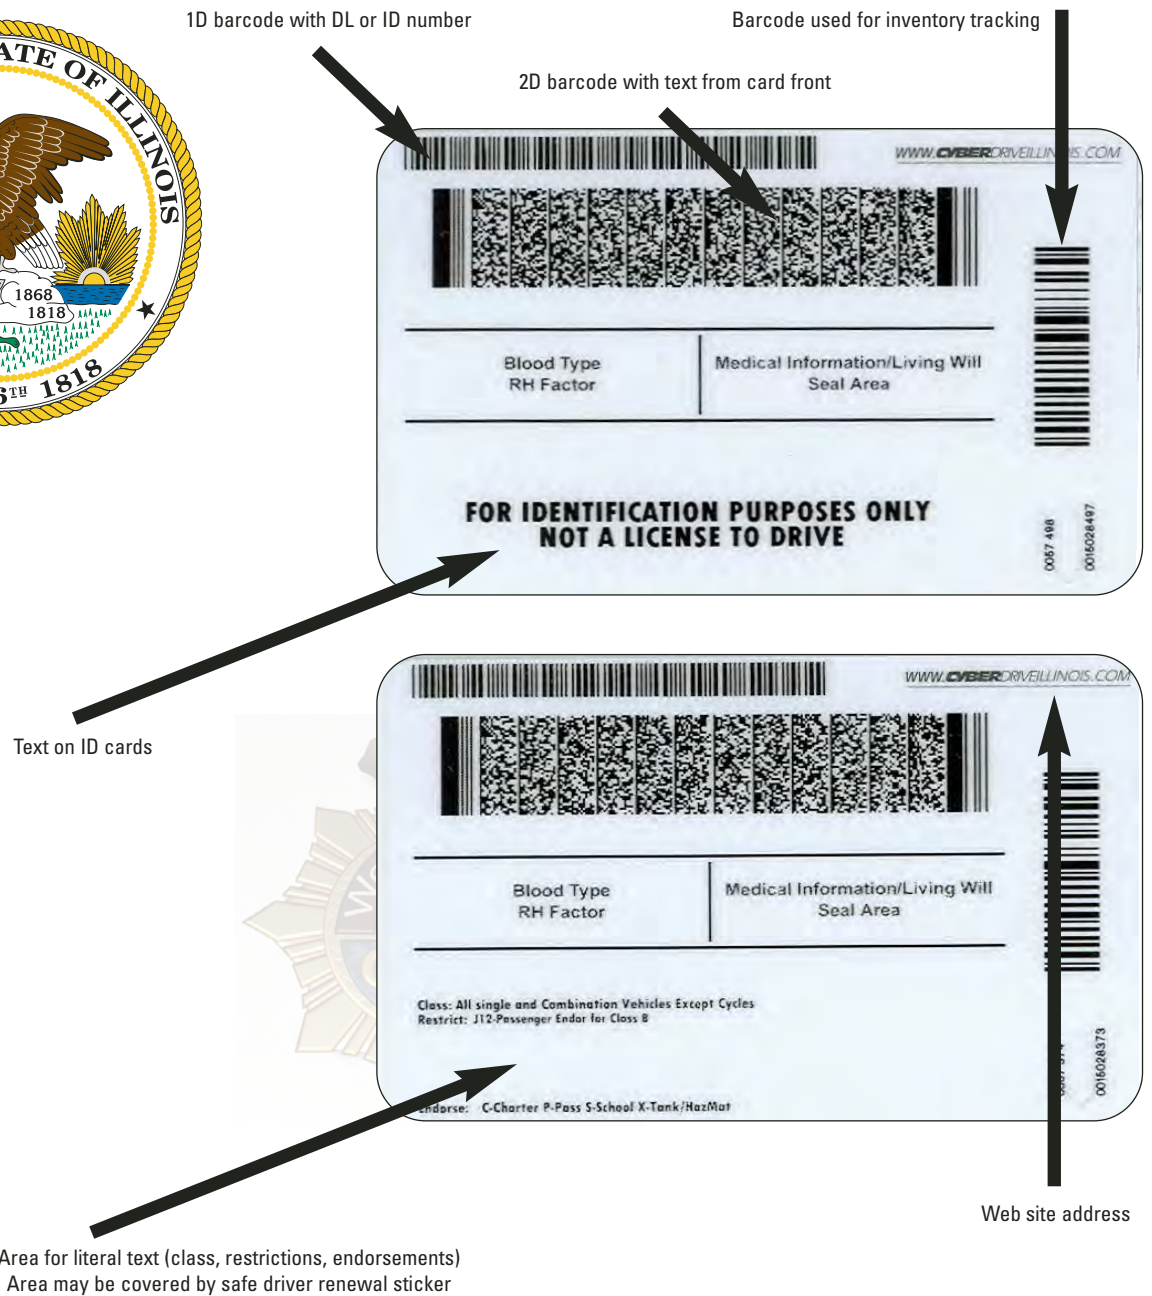 1D barcode with DL or ID number
Barcode used for inventory tracking
2D barcode with text from card front
ATE OF ILLINOIS
1868
1818
6TH 1818
WWW.CYBERDRIVEILLINOIS.COM
Blood Type
RH Factor
Medical Information/Living Will
Seal Area
FOR IDENTIFICATION PURPOSES ONLY
NOT A LICENSE TO DRIVE
0057 498
0015028497
Text on ID cards
WWW.CYBERDRIVEILLINOIS.COM
Blood Type
RH Factor
Medical Information/Living Will
Seal Area
Class: All single and Combination Vehicles Except Cycles
Restrict: J12-Passenger Endor for Class B
Endorse: C-Charter P-Pass S-School X-Tank/HazMat
0015028373
Web site address
Area for literal text (class, restrictions, endorsements)
Area may be covered by safe driver renewal sticker